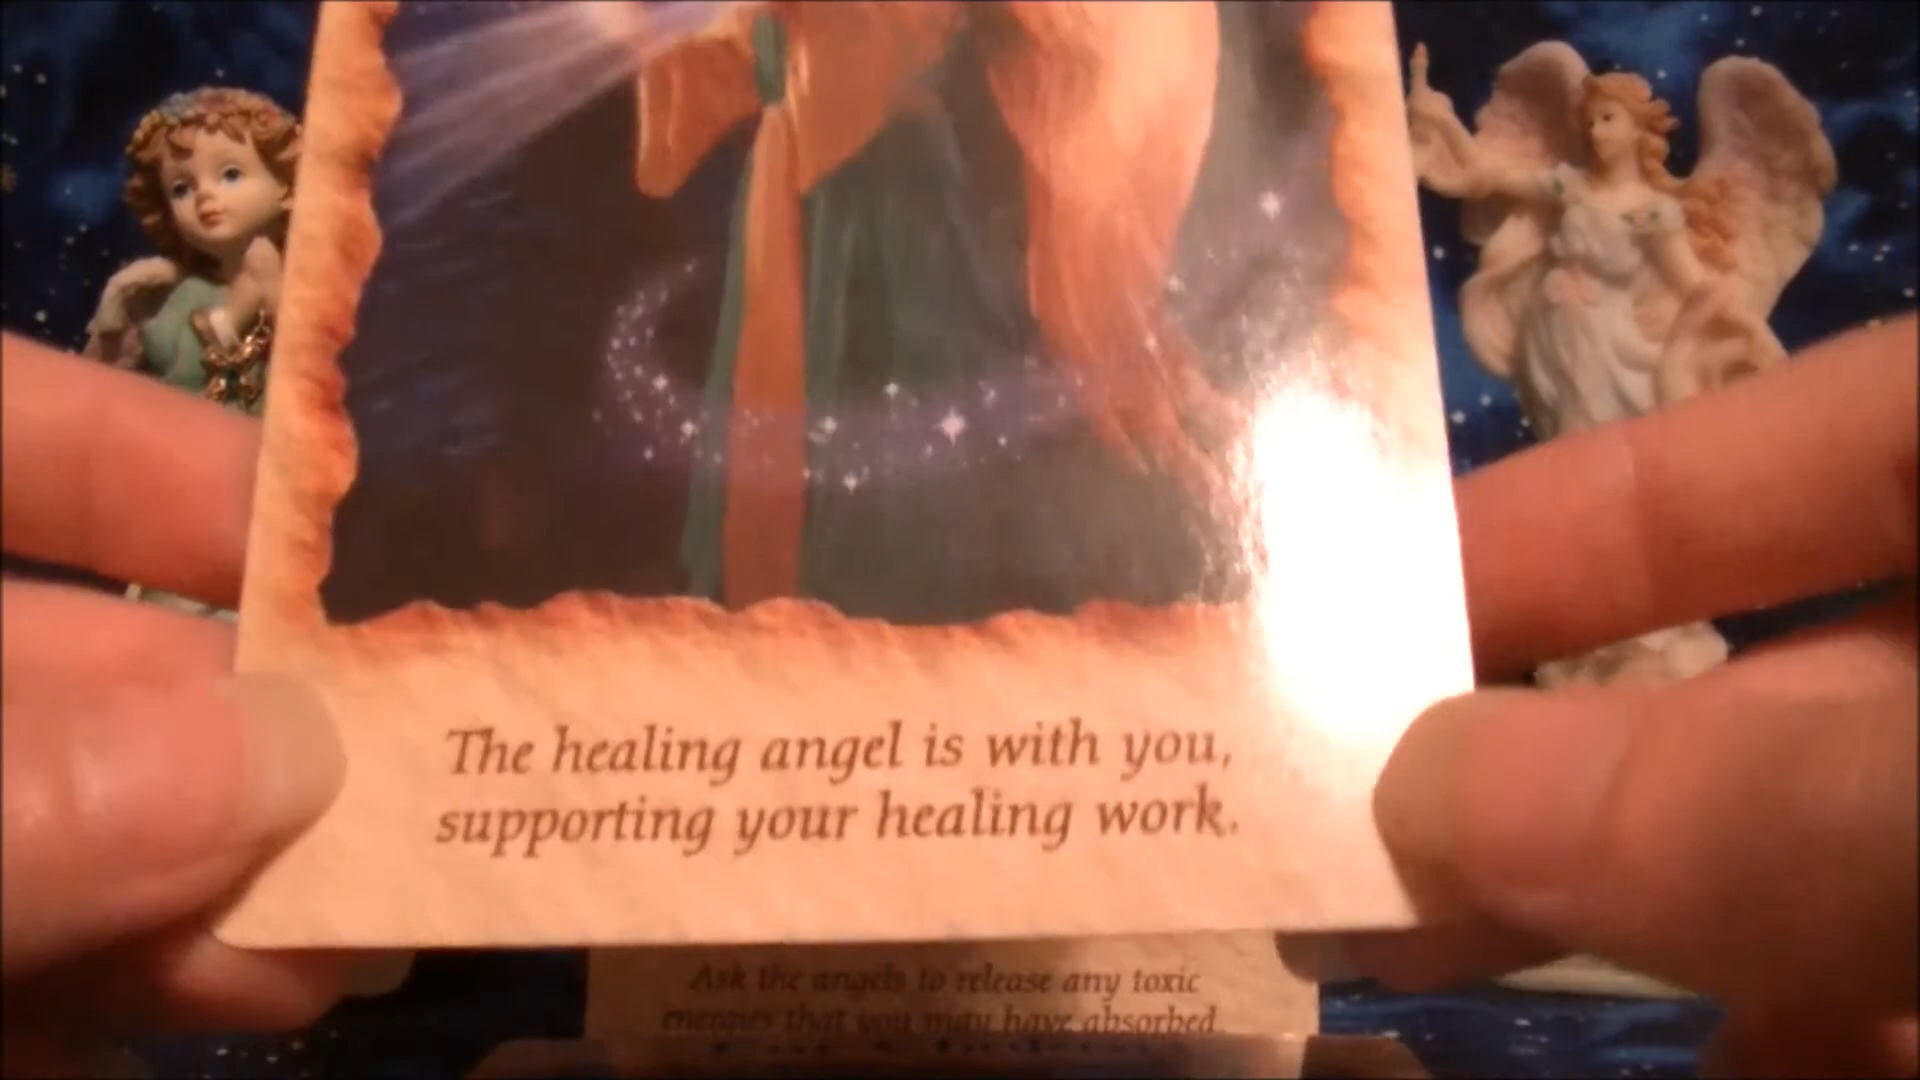 The healing angel is with you,
supporting your healing work.
Ask the angels to release any toxic
energies that you may have absorbed.